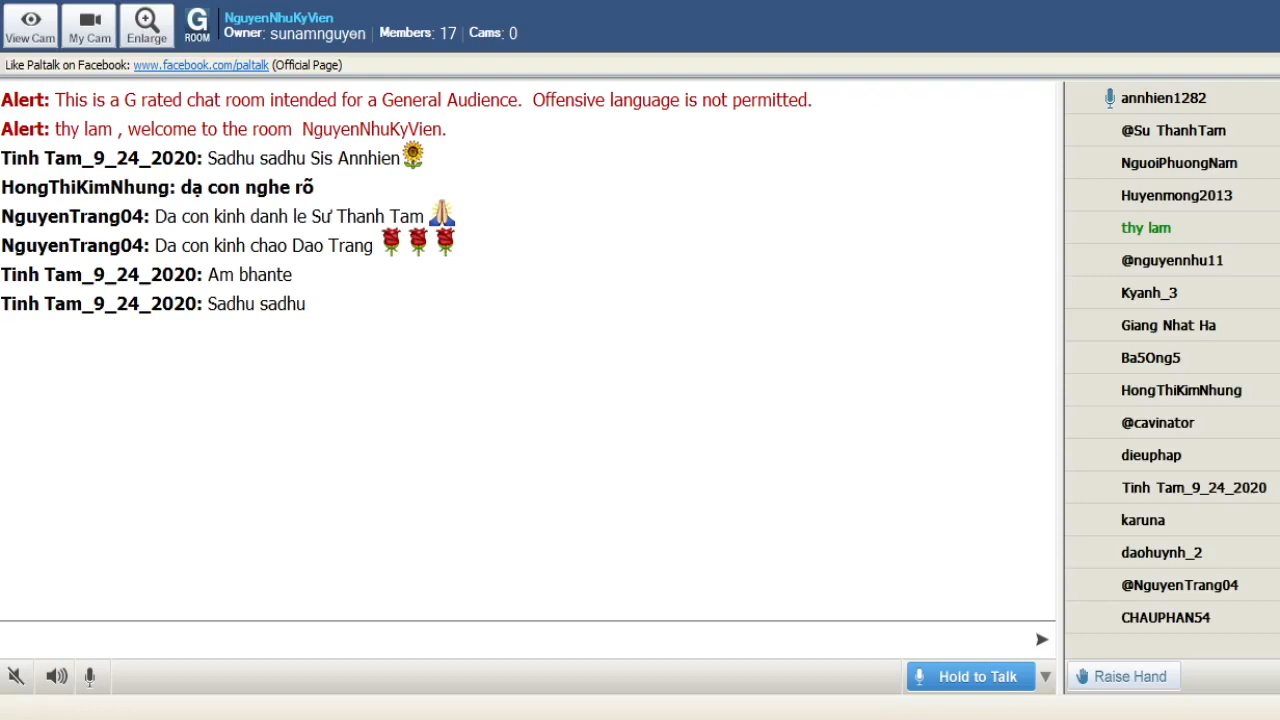 View Cam
My Cam
Enlarge
G
ROOM
NguyenNhuKyVien
Owner: sunamnguyen Members: 17 Cams: 0
Like Paltalk on Facebook: www.facebook.com/paltalk (Official Page)
Alert: This is a G rated chat room intended for a General Audience. Offensive language is not permitted.
Alert: thy lam , welcome to the room NguyenNhuKyVien.
Tinh Tam_9_24_2020: Sadhu sadhu Sis Annhien
HongThiKimNhung: dạ con nghe rõ
NguyenTrang04: Da con kinh danh le Sư Thanh Tam
NguyenTrang04: Da con kinh chao Dao Trang
Tinh Tam_9_24_2020: Am bhante
Tinh Tam_9_24_2020: Sadhu sadhu
annhien1282
@Su ThanhTam
NguoiPhuongNam
Huyenmong2013
thy lam
@nguyennhu11
Kyanh_3
Giang Nhat Ha
Ba5Ong5
HongThiKimNhung
@cavinator
dieuphap
Tinh Tam_9_24_2020
karuna
daohuynh_2
@NguyenTrang04
CHAUPHAN54
Hold to Talk
Raise Hand